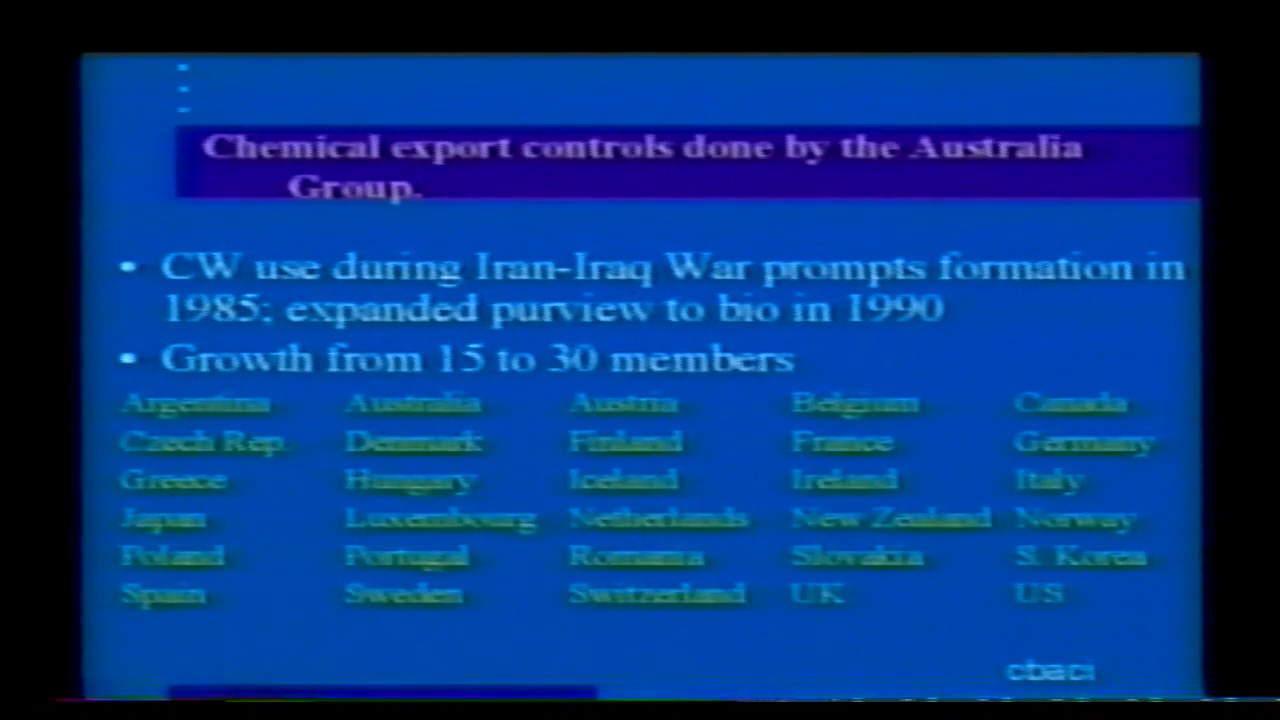 Chemical export controls done by the Australia
Group.
• CW use during Iran-Iraq War prompts formation in
1985; expanded purview to bio in 1990
• Growth from 15 to 30 members
Argentina Australia Austria Belgium Canada
Czech Rep. Denmark Finland France Germany
Greece Hungary Iceland Ireland Italy
Japan Luxembourg Netherlands New Zealand Norway
Poland Portugal Romania Slovakia S. Korea
Spain Sweden Switzerland UK US
cbaci